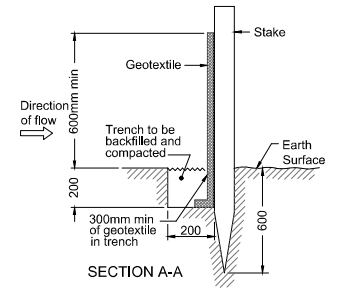 Stake
Geotextile
600mm min
Direction
of flow
Trench to be
backfilled and
compacted
Earth
Surface
200
300mm min
of geotextile
in trench
200
600
SECTION A-A